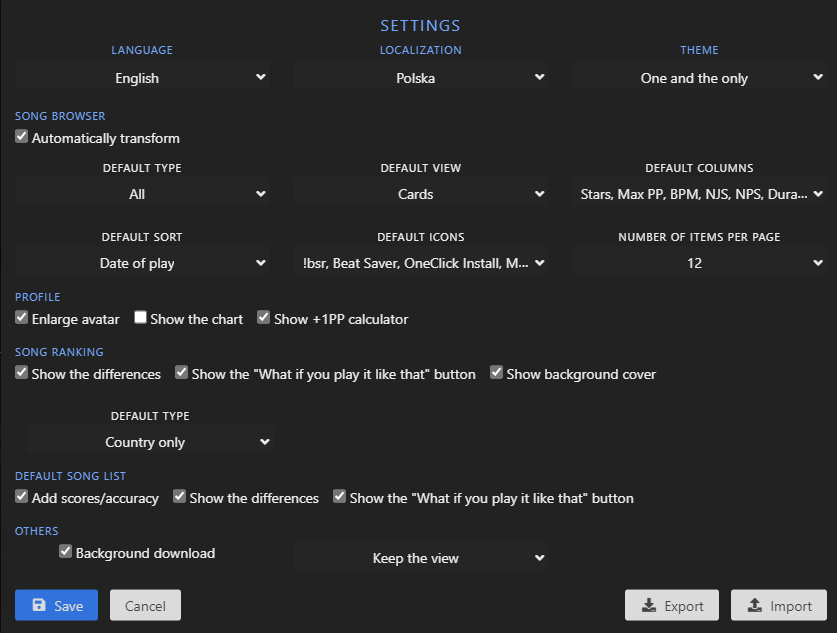 SETTINGS
LANGUAGE LOCALIZATION THEME
English Polska One and the only
SONG BROWSER
Automatically transform
DEFAULT TYPE DEFAULT VIEW DEFAULT COLUMNS
All Cards Stars, Max PP, BPM, NJS, NPS, Dura...
DEFAULT SORT DEFAULT ICONS NUMBER OF ITEMS PER PAGE
Date of play !bsr, Beat Saver, OneClick Install, M... 12
PROFILE
Enlarge avatar Show the chart Show +1PP calculator
SONG RANKING
Show the differences Show the "What if you play it like that" button Show background cover
DEFAULT TYPE
Country only
DEFAULT SONG LIST
Add scores/accuracy Show the differences Show the "What if you play it like that" button
OTHERS
Background download Keep the view
Save Cancel Export Import